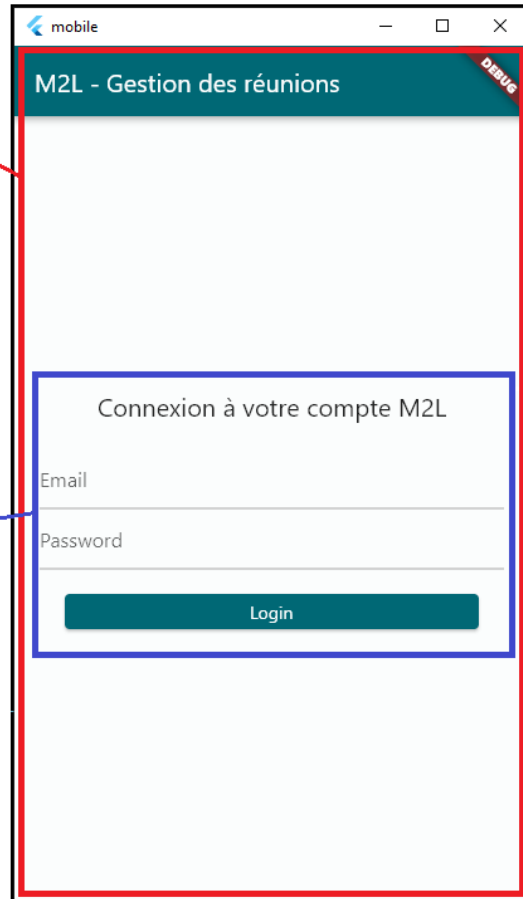 mobile
M2L - Gestion des réunions
DEBUG
Connexion à votre compte M2L
Email
Password
Login